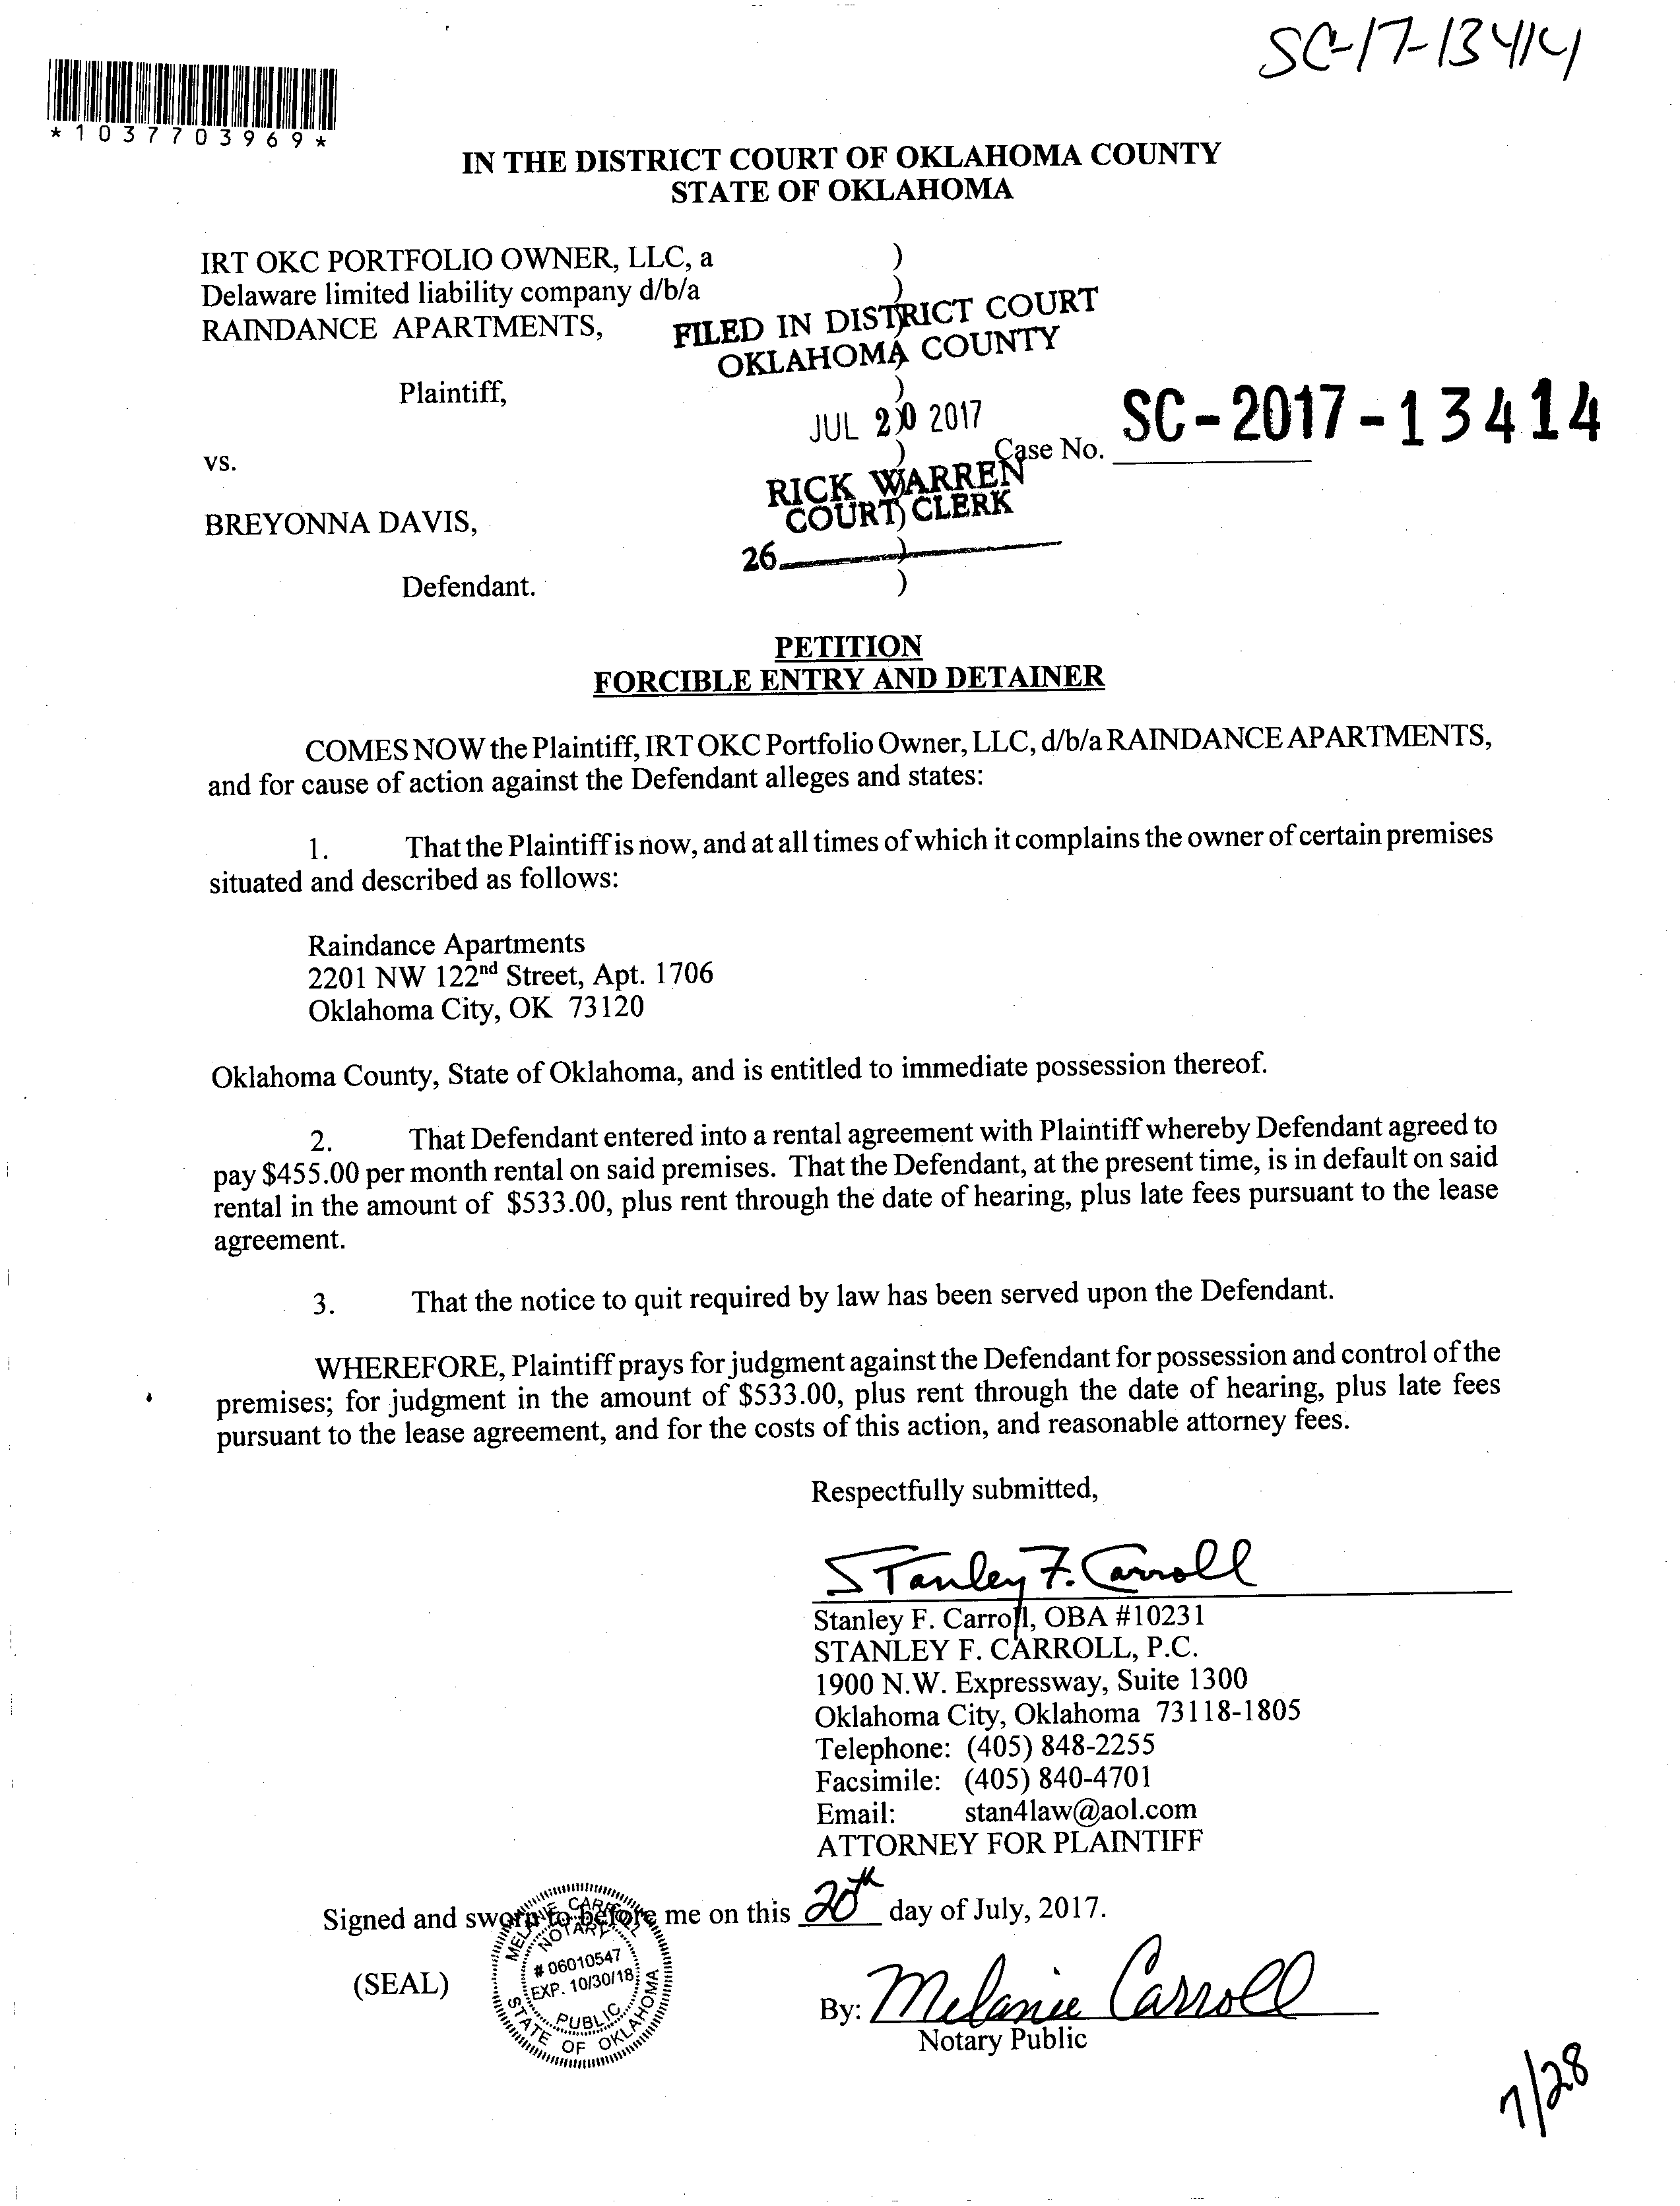 SC-17-13414
*1037703969*
IN THE DISTRICT COURT OF OKLAHOMA COUNTY
STATE OF OKLAHOMA
IRT OKC PORTFOLIO OWNER, LLC, a )
Delaware limited liability company d/b/a )
RAINDANCE APARTMENTS, )
FILED IN DISTRICT COURT
OKLAHOMA COUNTY
Plaintiff, )
JUL 20 2017
SC-2017-13414
vs. ) Case No.
RICK WARREN
COURT CLERK
BREYONNA DAVIS, )
26 )
Defendant. )
PETITION
FORCIBLE ENTRY AND DETAINER
COMES NOW the Plaintiff, IRT OKC Portfolio Owner, LLC, d/b/a RAINDANCE APARTMENTS,
and for cause of action against the Defendant alleges and states:
1. That the Plaintiff is now, and at all times of which it complains the owner of certain premises
situated and described as follows:
Raindance Apartments
2201 NW 122nd Street, Apt. 1706
Oklahoma City, OK 73120
Oklahoma County, State of Oklahoma, and is entitled to immediate possession thereof.
2. That Defendant entered into a rental agreement with Plaintiff whereby Defendant agreed to
pay $455.00 per month rental on said premises. That the Defendant, at the present time, is in default on said
rental in the amount of $533.00, plus rent through the date of hearing, plus late fees pursuant to the lease
agreement.
3. That the notice to quit required by law has been served upon the Defendant.
WHEREFORE, Plaintiff prays for judgment against the Defendant for possession and control of the
premises; for judgment in the amount of $533.00, plus rent through the date of hearing, plus late fees
pursuant to the lease agreement, and for the costs of this action, and reasonable attorney fees.
Respectfully submitted,
Stanley F. Carroll
Stanley F. Carroll, OBA #10231
STANLEY F. CARROLL, P.C.
1900 N.W. Expressway, Suite 1300
Oklahoma City, Oklahoma 73118-1805
Telephone: (405) 848-2255
Facsimile: (405) 840-4701
Email: stan4law@aol.com
ATTORNEY FOR PLAINTIFF
Signed and sworn to before me on this 20th day of July, 2017.
(SEAL)
MELANIE CARROLL
NOTARY
# 06010547
EXP. 10/30/18
PUBLIC
STATE OF OKLAHOMA
By: Melanie Carroll
Notary Public
7/28